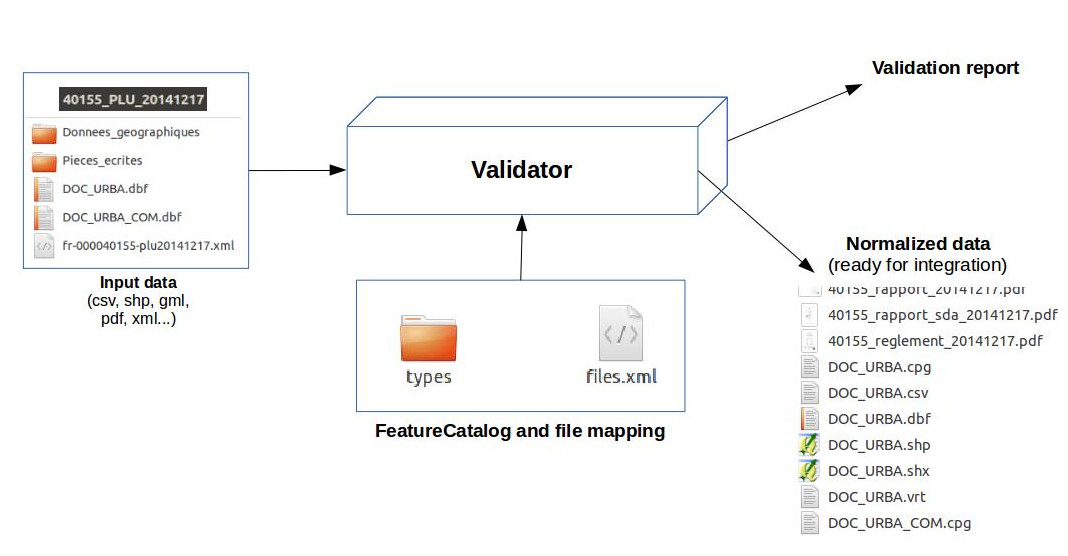 40155_PLU_20141217
Donnees_geographiques
Pieces_ecrites
DOC_URBA.dbf
DOC_URBA_COM.dbf
fr-000040155-plu20141217.xml
Input data
(csv, shp, gml,
pdf, xml...)
Validator
types
files.xml
FeatureCatalog and file mapping
Validation report
Normalized data
(ready for integration)
40155_rapport_20141217.pdf
40155_rapport_sda_20141217.pdf
40155_reglement_20141217.pdf
DOC_URBA.cpg
DOC_URBA.csv
DOC_URBA.dbf
DOC_URBA.shp
DOC_URBA.shx
DOC_URBA.vrt
DOC_URBA_COM.cpg